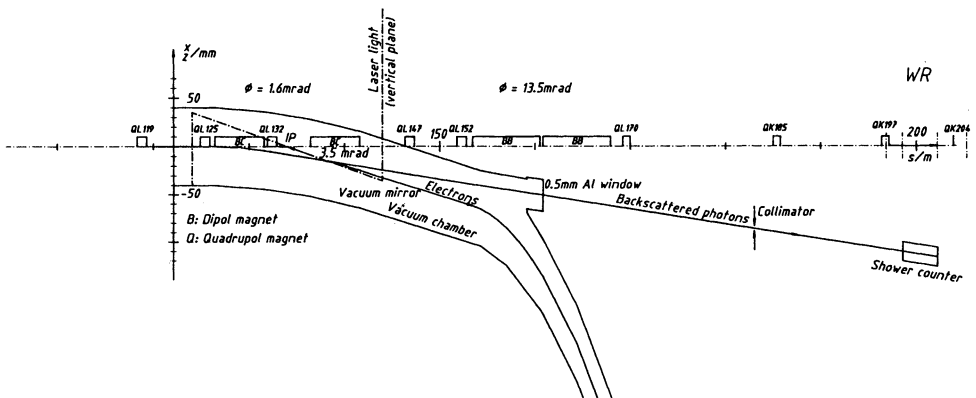 x
z/mm
50
-50
Laser light
(vertical plane)
ϕ = 1.6mrad
ϕ = 13.5mrad
WR
QL119
QL125
QL132
IP
BC
BC
3.5 mrad
QL147
150
QL152
BB
BB
QL170
QK185
QK197
200
s/m
QK204
0.5mm Al window
Vacuum mirror
Electrons
Vacuum chamber
Backscattered photons
Collimator
Shower counter
B: Dipol magnet
Q: Quadrupol magnet